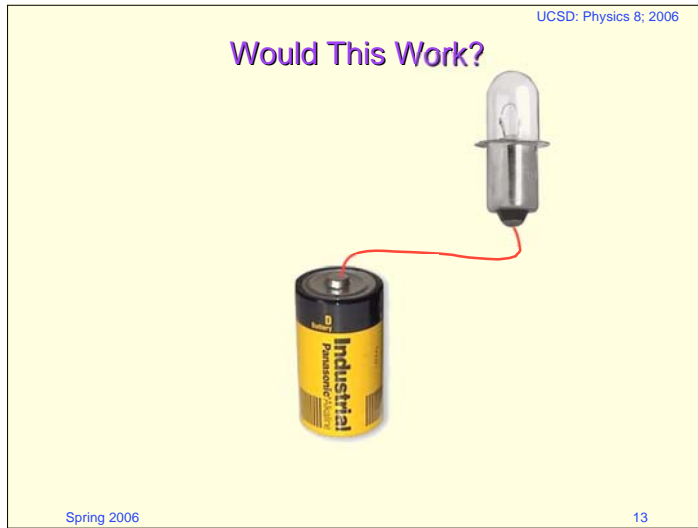 UCSD: Physics 8; 2006
Would This Work?
D
Battery
Industrial
Panasonic Alkaline
Spring 2006
13